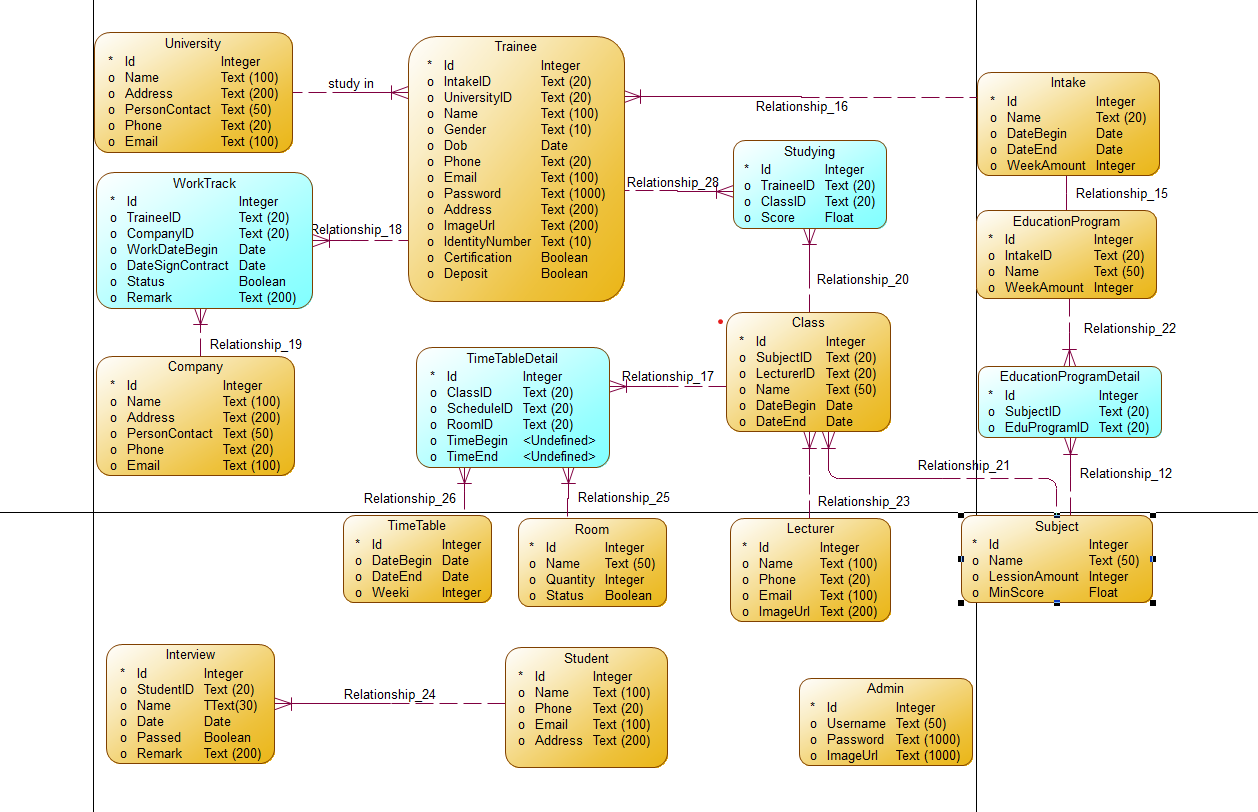 University
* Id Integer
o Name Text (100)
o Address Text (200)
o PersonContact Text (50)
o Phone Text (20)
o Email Text (100)
study in
Trainee
* Id Integer
o IntakeID Text (20)
o UniversityID Text (20)
o Name Text (100)
o Gender Text (10)
o Dob Date
o Phone Text (20)
o Email Text (100)
o Password Text (1000)
o Address Text (200)
o ImageUrl Text (200)
o IdentityNumber Text (10)
o Certification Boolean
o Deposit Boolean
Relationship_16
Intake
* Id Integer
o Name Text (20)
o DateBegin Date
o DateEnd Date
o WeekAmount Integer
Relationship_28
Studying
* Id Integer
o TraineeID Text (20)
o ClassID Text (20)
o Score Float
Relationship_15
WorkTrack
* Id Integer
o TraineeID Text (20)
o CompanyID Text (20)
o WorkDateBegin Date
o DateSignContract Date
o Status Boolean
o Remark Text (200)
Relationship_18
EducationProgram
* Id Integer
o IntakeID Text (20)
o Name Text (50)
o WeekAmount Integer
Relationship_20
Relationship_22
Relationship_19
Company
* Id Integer
o Name Text (100)
o Address Text (200)
o PersonContact Text (50)
o Phone Text (20)
o Email Text (100)
TimeTableDetail
* Id Integer
o ClassID Text (20)
o ScheduleID Text (20)
o RoomID Text (20)
o TimeBegin <Undefined>
o TimeEnd <Undefined>
Relationship_17
Class
* Id Integer
o SubjectID Text (20)
o LecturerID Text (20)
o Name Text (50)
o DateBegin Date
o DateEnd Date
EducationProgramDetail
* Id Integer
o SubjectID Text (20)
o EduProgramID Text (20)
Relationship_21
Relationship_12
Relationship_26
Relationship_25
Relationship_23
TimeTable
* Id Integer
o DateBegin Date
o DateEnd Date
o Weeki Integer
Room
* Id Integer
o Name Text (50)
o Quantity Integer
o Status Boolean
Lecturer
* Id Integer
o Name Text (100)
o Phone Text (20)
o Email Text (100)
o ImageUrl Text (200)
Subject
* Id Integer
o Name Text (50)
o LessionAmount Integer
o MinScore Float
Interview
* Id Integer
o StudentID Text (20)
o Name TText(30)
o Date Date
o Passed Boolean
o Remark Text (200)
Relationship_24
Student
* Id Integer
o Name Text (100)
o Phone Text (20)
o Email Text (100)
o Address Text (200)
Admin
* Id Integer
o Username Text (50)
o Password Text (1000)
o ImageUrl Text (1000)